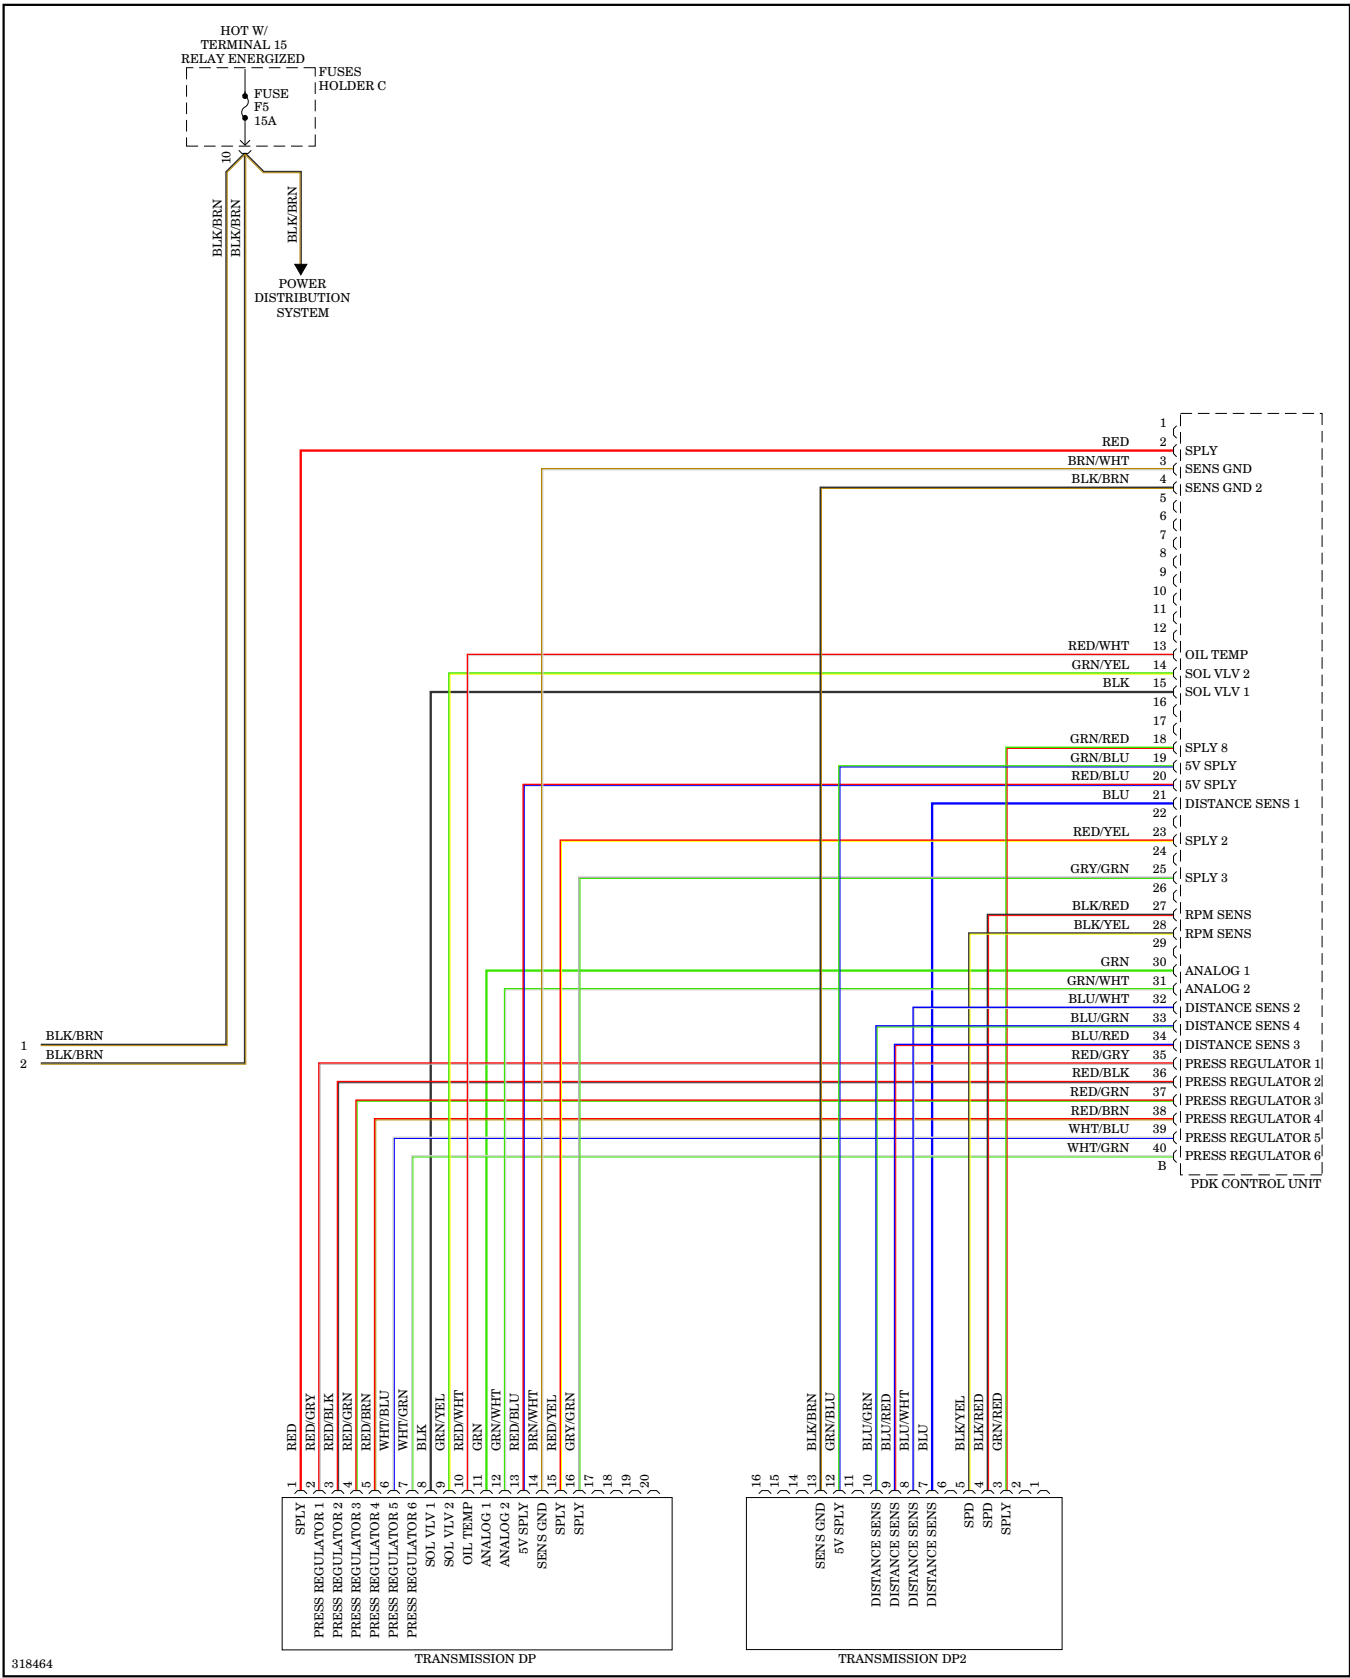 HOT W/
TERMINAL 15
RELAY ENERGIZED
FUSES
HOLDER C
FUSE
F5
15A
10
BLK/BRN
BLK/BRN
BLK/BRN
POWER
DISTRIBUTION
SYSTEM
1
RED 2 SPLY
BRN/WHT 3 SENS GND
BLK/BRN 4 SENS GND 2
5
6
7
8
9
10
11
12
RED/WHT 13 OIL TEMP
GRN/YEL 14 SOL VLV 2
BLK 15 SOL VLV 1
16
17
GRN/RED 18 SPLY 8
GRN/BLU 19 5V SPLY
RED/BLU 20 5V SPLY
BLU 21 DISTANCE SENS 1
22
RED/YEL 23 SPLY 2
24
GRY/GRN 25 SPLY 3
26
BLK/RED 27 RPM SENS
BLK/YEL 28 RPM SENS
29
GRN 30 ANALOG 1
GRN/WHT 31 ANALOG 2
BLU/WHT 32 DISTANCE SENS 2
BLU/GRN 33 DISTANCE SENS 4
BLU/RED 34 DISTANCE SENS 3
RED/GRY 35 PRESS REGULATOR 1
RED/BLK 36 PRESS REGULATOR 2
RED/GRN 37 PRESS REGULATOR 3
RED/BRN 38 PRESS REGULATOR 4
WHT/BLU 39 PRESS REGULATOR 5
WHT/GRN 40 PRESS REGULATOR 6
B
PDK CONTROL UNIT
1 BLK/BRN
2 BLK/BRN
RED 1 SPLY
RED/GRY 2 PRESS REGULATOR 1
RED/BLK 3 PRESS REGULATOR 2
RED/GRN 4 PRESS REGULATOR 3
RED/BRN 5 PRESS REGULATOR 4
WHT/BLU 6 PRESS REGULATOR 5
WHT/GRN 7 PRESS REGULATOR 6
BLK 8 SOL VLV 1
GRN/YEL 9 SOL VLV 2
RED/WHT 10 OIL TEMP
GRN 11 ANALOG 1
GRN/WHT 12 ANALOG 2
RED/BLU 13 5V SPLY
BRN/WHT 14 SENS GND
RED/YEL 15 SPLY
GRY/GRN 16 SPLY
17
18
19
20
TRANSMISSION DP
16
15
14
BLK/BRN 13 SENS GND
GRN/BLU 12 5V SPLY
11
BLU/GRN 10 DISTANCE SENS
BLU/RED 9 DISTANCE SENS
BLU/WHT 8 DISTANCE SENS
BLU 7 DISTANCE SENS
6
BLK/YEL 5 SPD
BLK/RED 4 SPD
GRN/RED 3 SPLY
2
1
TRANSMISSION DP2
318464